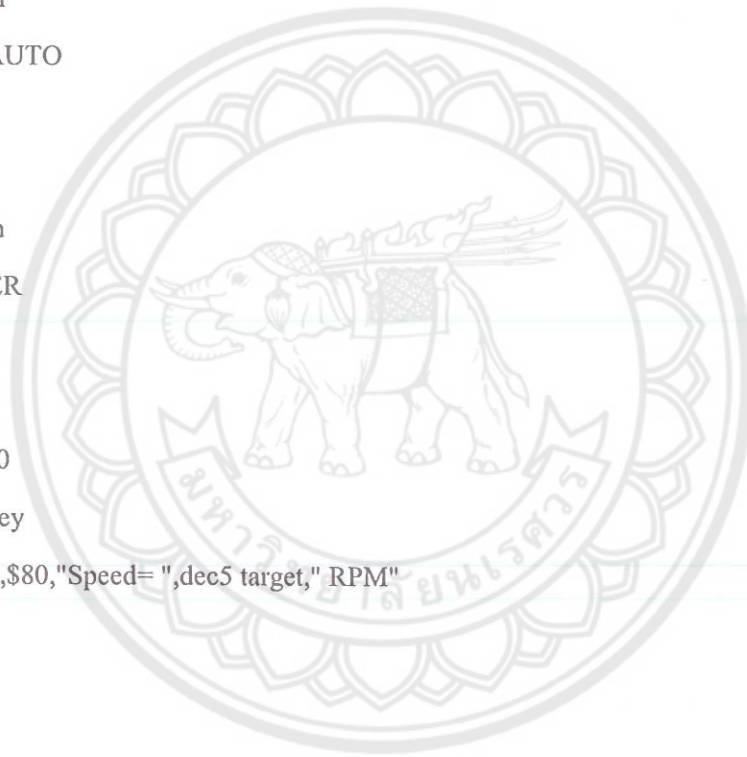 AUTO
ER
0
ey
,$80,"Speed= ",dec5 target," RPM"
มหาวิทยาลัยนเรศวร